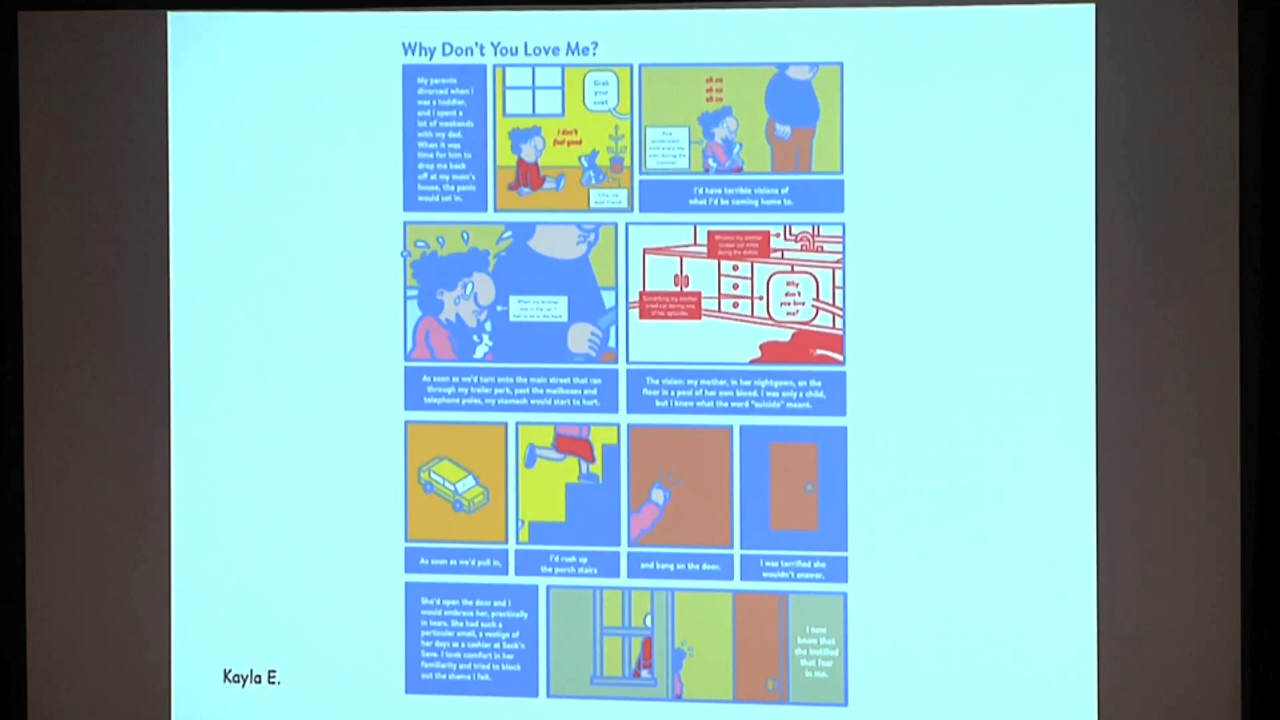 Why Don't You Love Me?
My parents
divorced when I
was a toddler,
and I spent a
lot of weekends
with my dad.
When it was
time for him to
drop me back
off at my mom's
house, the panic
would set in.
Grab
your
coat
I don't
feel good
oh no
oh no
oh no
I'd have terrible visions of
what I'd be coming home to.
As soon as we'd turn onto the main street that ran
through my trailer park, past the mailboxes and
telephone poles, my stomach would start to hurt.
Why
don't
you love
me?
The vision: my mother, in her nightgown, on the
floor in a pool of her own blood. I was only a child,
but I knew what the word "suicide" meant.
As soon as we'd pull in,
I'd rush up
the porch stairs
and bang on the door.
I was terrified she
wouldn't answer.
She'd open the door and I
would embrace her, practically
in tears. She had such a
particular smell, a vestige of
her days as a cashier at Sack'n
Save. I took comfort in her
familiarity and tried to block
out the shame I felt.
I now
know that
she instilled
that fear
in me.
Kayla E.